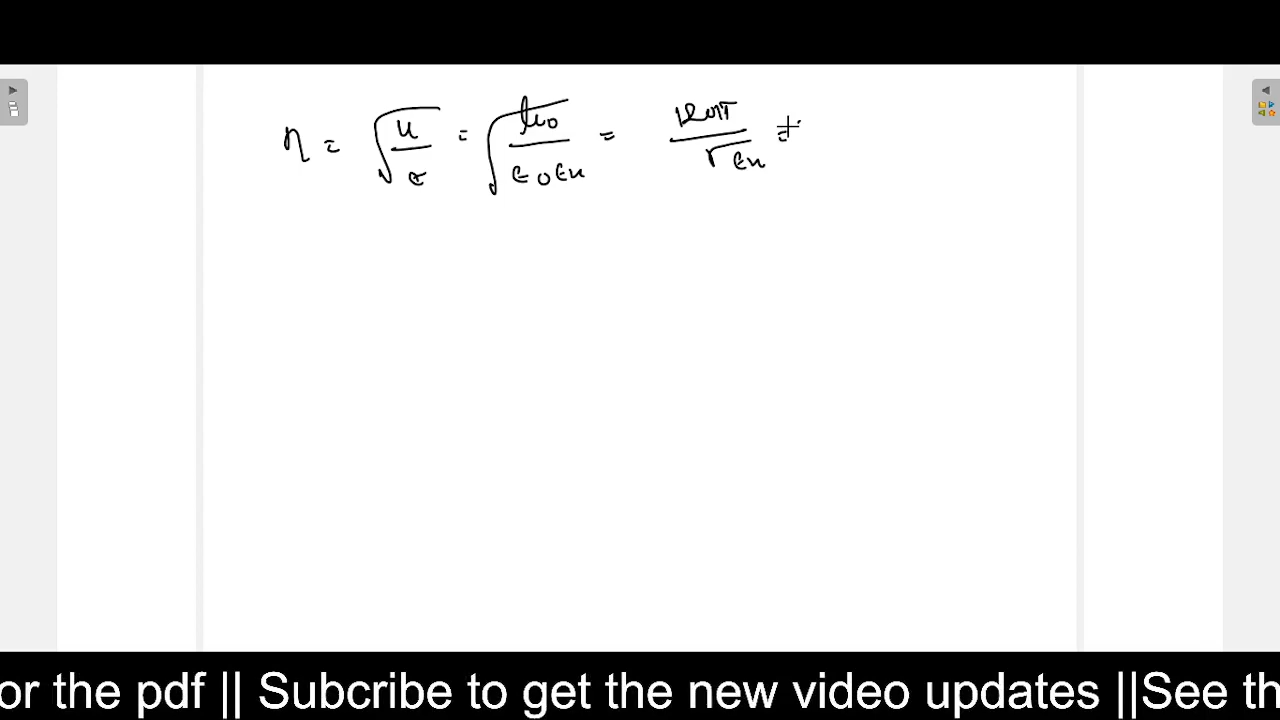 η = √(μ/ε) = √(μ₀/ε₀εᵣ) = 120π/√εᵣ =
or the pdf || Subcribe to get the new video updates ||See th